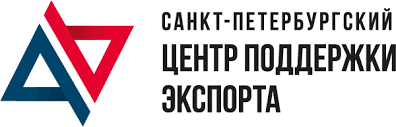 САНКТ-ПЕТЕРБУРГСКИЙ
ЦЕНТР ПОДДЕРЖКИ
ЭКСПОРТА